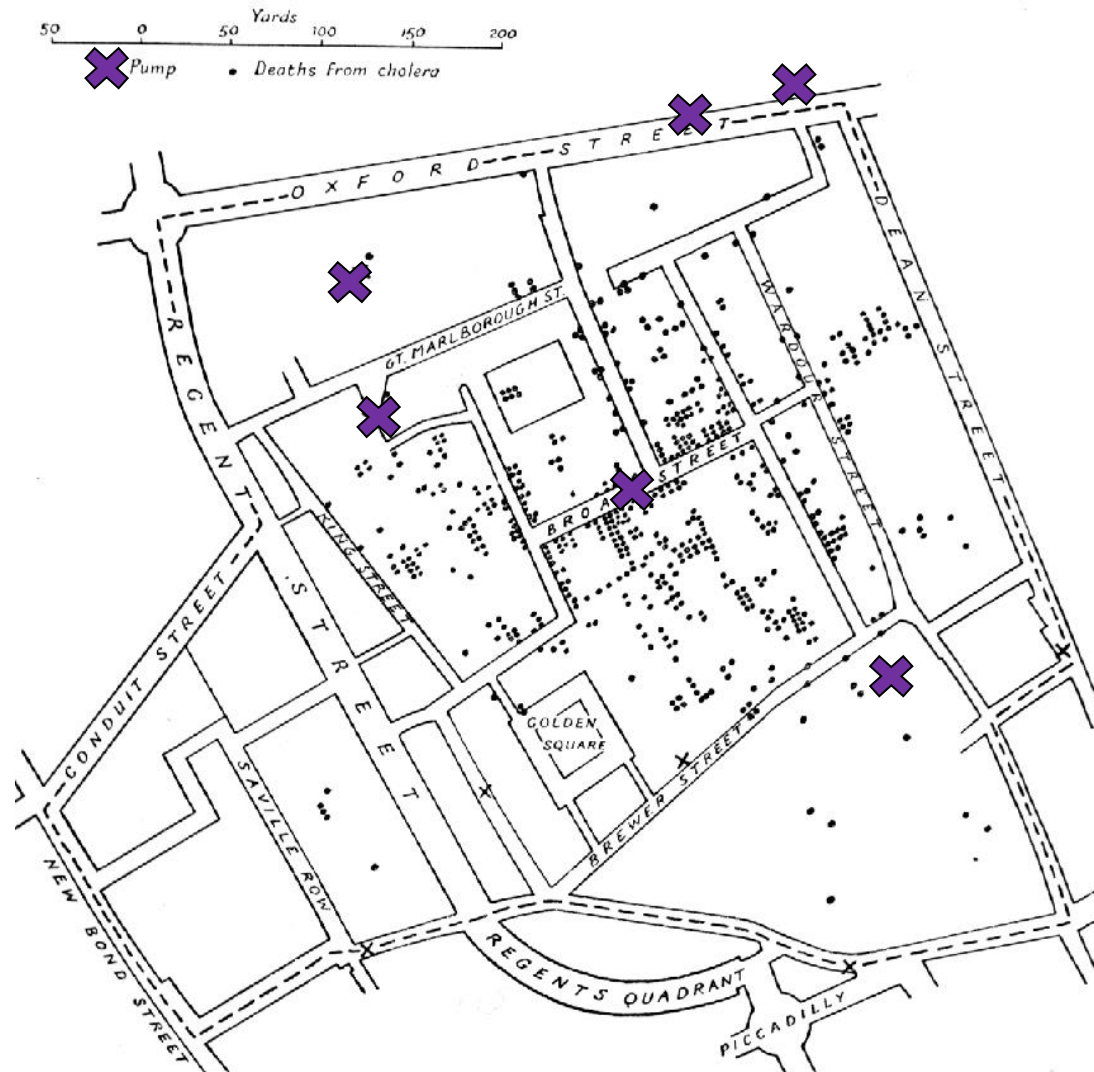 Yards
50 0 50 100 150 200
Pump Deaths from cholera
OXFORD STREET
DEAN STREET
REGENT STREET
GT. MARLBOROUGH ST.
WARDOUR STREET
BROA STREET
KING STREET
CONDUIT STREET
GOLDEN
SQUARE
BREWER STREET
SAVILLE ROW
NEW BOND STREET
REGENTS QUADRANT
PICCADILLY